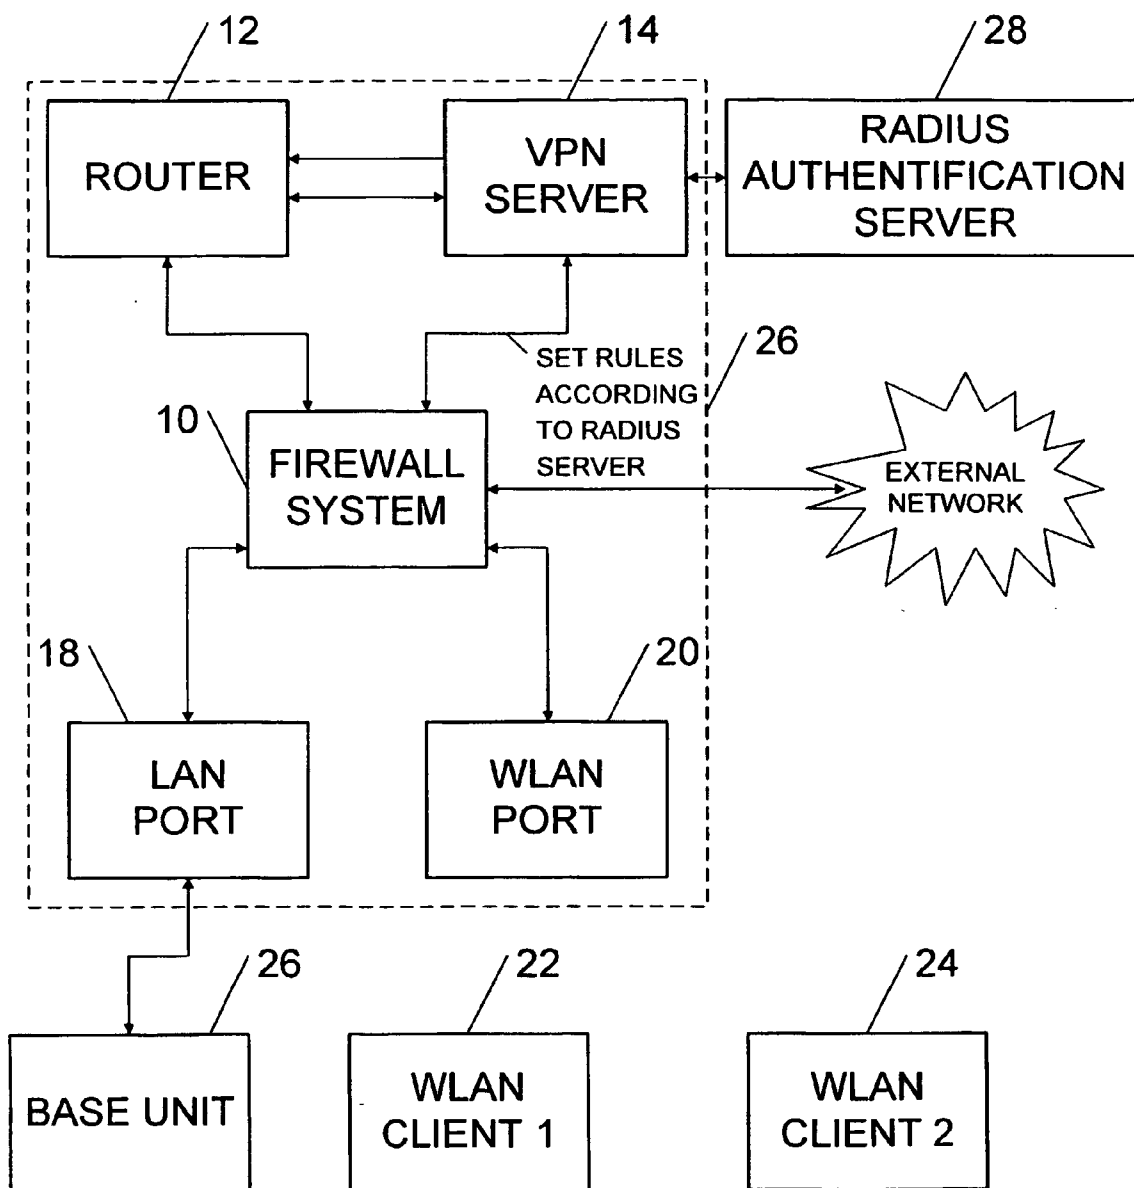 12
14
28
ROUTER
VPN
SERVER
RADIUS
AUTHENTIFICATION
SERVER
SET RULES
ACCORDING
TO RADIUS
SERVER
26
10
FIREWALL
SYSTEM
EXTERNAL
NETWORK
18
20
LAN
PORT
WLAN
PORT
26
22
24
BASE UNIT
WLAN
CLIENT 1
WLAN
CLIENT 2